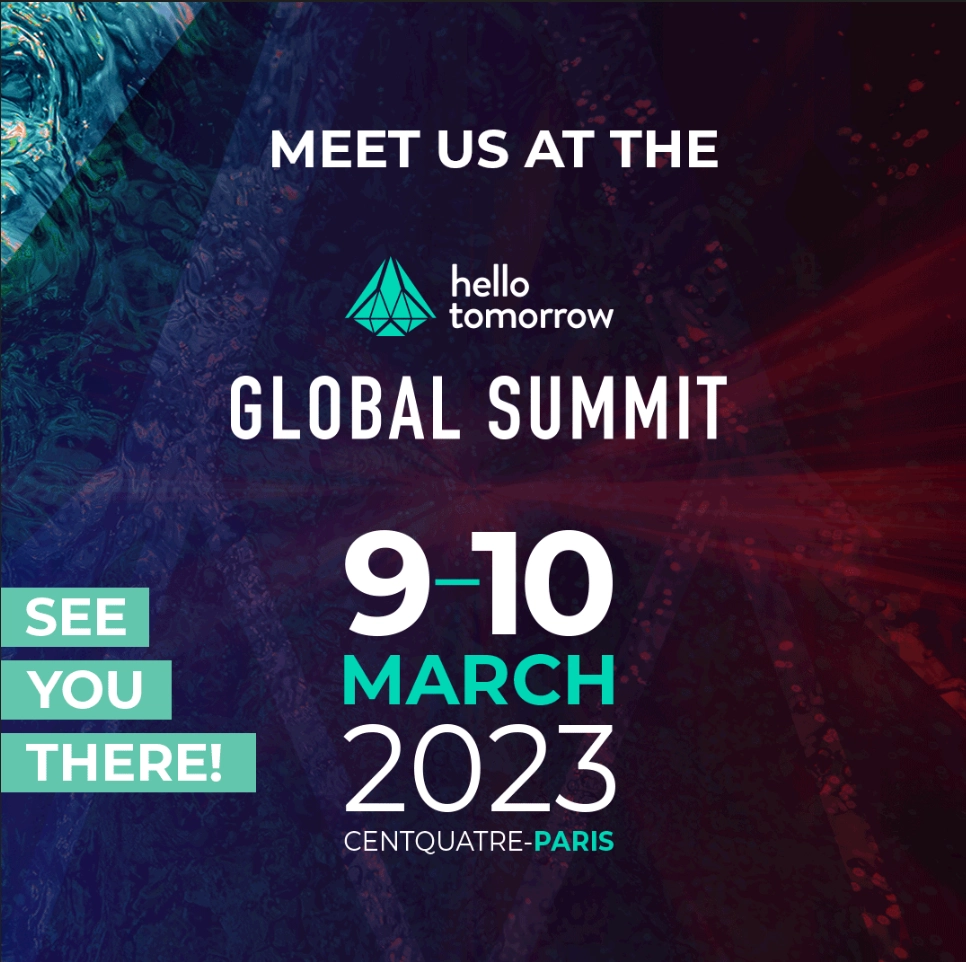 MEET US AT THE
hello
tomorrow
GLOBAL SUMMIT
9–10
MARCH
2023
CENTQUATRE-PARIS
SEE
YOU
THERE!